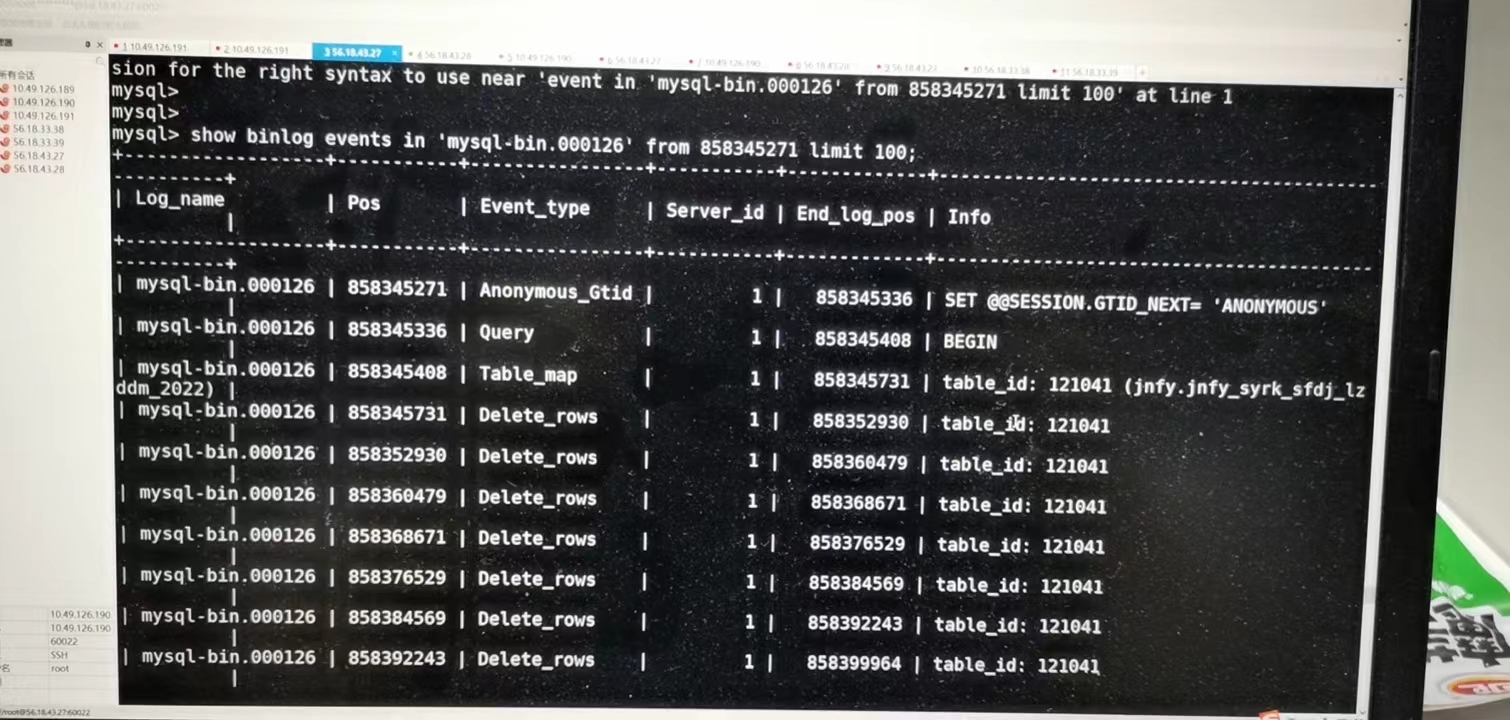 1 10.49.126.191
2 10.49.126.191
3 56.18.43.27
4 56.18.43.28
5 10.49.126.190
6 56.18.43.27
7 10.49.126.190
8 56.18.43.28
9 56.18.43.27
10 56.18.33.38
11 56.18.33.39
所有会话
10.49.126.189
10.49.126.190
10.49.126.191
56.18.33.38
56.18.33.39
56.18.43.27
56.18.43.28
sion for the right syntax to use near 'event in 'mysql-bin.000126' from 858345271 limit 100' at line 1
mysql>
mysql>
mysql> show binlog events in 'mysql-bin.000126' from 858345271 limit 100;
| Log_name | Pos | Event_type | Server_id | End_log_pos | Info
|
| mysql-bin.000126 | 858345271 | Anonymous_Gtid | 1 | 858345336 | SET @@SESSION.GTID_NEXT= 'ANONYMOUS'
|
| mysql-bin.000126 | 858345336 | Query | 1 | 858345408 | BEGIN
|
| mysql-bin.000126 | 858345408 | Table_map | 1 | 858345731 | table_id: 121041 (jnfy.jnfy_syrk_sfdj_lz
ddm_2022) |
| mysql-bin.000126 | 858345731 | Delete_rows | 1 | 858352930 | table_id: 121041
|
| mysql-bin.000126 | 858352930 | Delete_rows | 1 | 858360479 | table_id: 121041
|
| mysql-bin.000126 | 858360479 | Delete_rows | 1 | 858368671 | table_id: 121041
|
| mysql-bin.000126 | 858368671 | Delete_rows | 1 | 858376529 | table_id: 121041
|
| mysql-bin.000126 | 858376529 | Delete_rows | 1 | 858384569 | table_id: 121041
|
| mysql-bin.000126 | 858384569 | Delete_rows | 1 | 858392243 | table_id: 121041
|
| mysql-bin.000126 | 858392243 | Delete_rows | 1 | 858399964 | table_id: 121041
|
10.49.126.190
10.49.126.190
60022
SSH
名 root
/root@56.18.43.27:60022